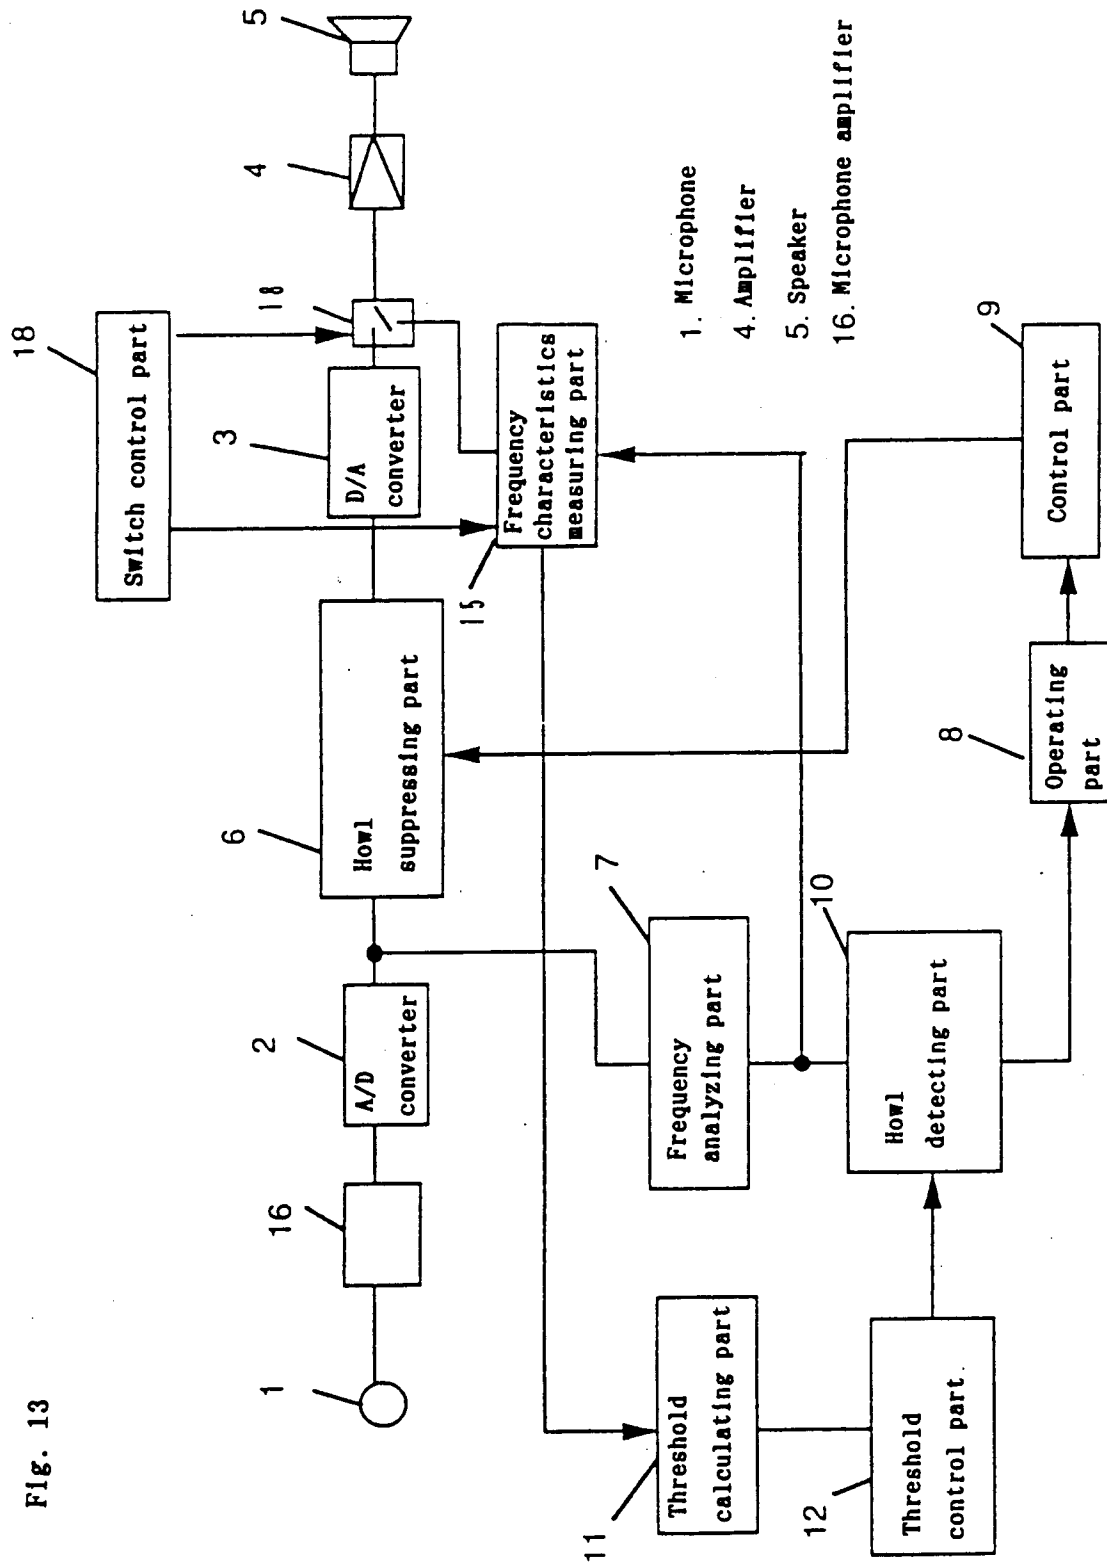 Fig. 13
18
Switch control part
5
4
18
3
D/A
converter
6
Howl
suppressing part
2
A/D
converter
16
1
15
Frequency
characteristics
measuring part
7
Frequency
analyzing part
11
Threshold
calculating part
12
Threshold
control part.
10
Howl
detecting part
8
Operating
part
9
Control part
1. Microphone
4. Amplifier
5. Speaker
16. Microphone amplifier